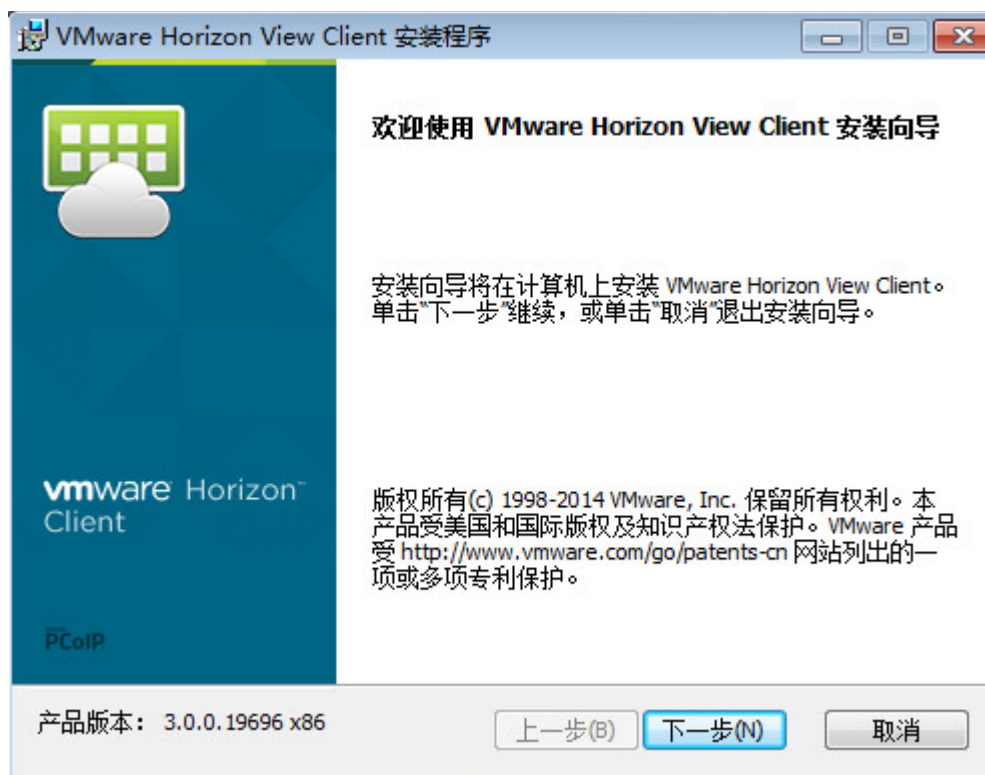 VMware Horizon View Client 安装程序
欢迎使用 VMware Horizon View Client 安装向导
安装向导将在计算机上安装 VMware Horizon View Client。
单击"下一步"继续，或单击"取消"退出安装向导。
vmware Horizon™
Client
版权所有(c) 1998-2014 VMware, Inc. 保留所有权利。本
产品受美国和国际版权及知识产权法保护。VMware 产品
受 http://www.vmware.com/go/patents-cn 网站列出的一
项或多项专利保护。
PCoIP
产品版本： 3.0.0.19696 x86
上一步(B) 下一步(N) 取消